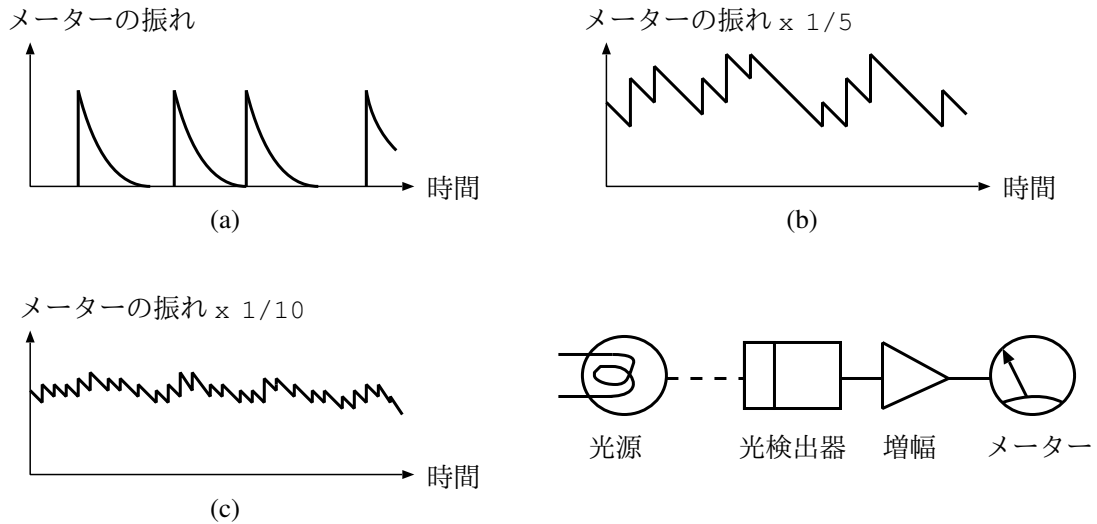 メーターの振れ
時間
(a)
メーターの振れ x 1/5
時間
(b)
メーターの振れ x 1/10
時間
(c)
光源
光検出器
増幅
メーター